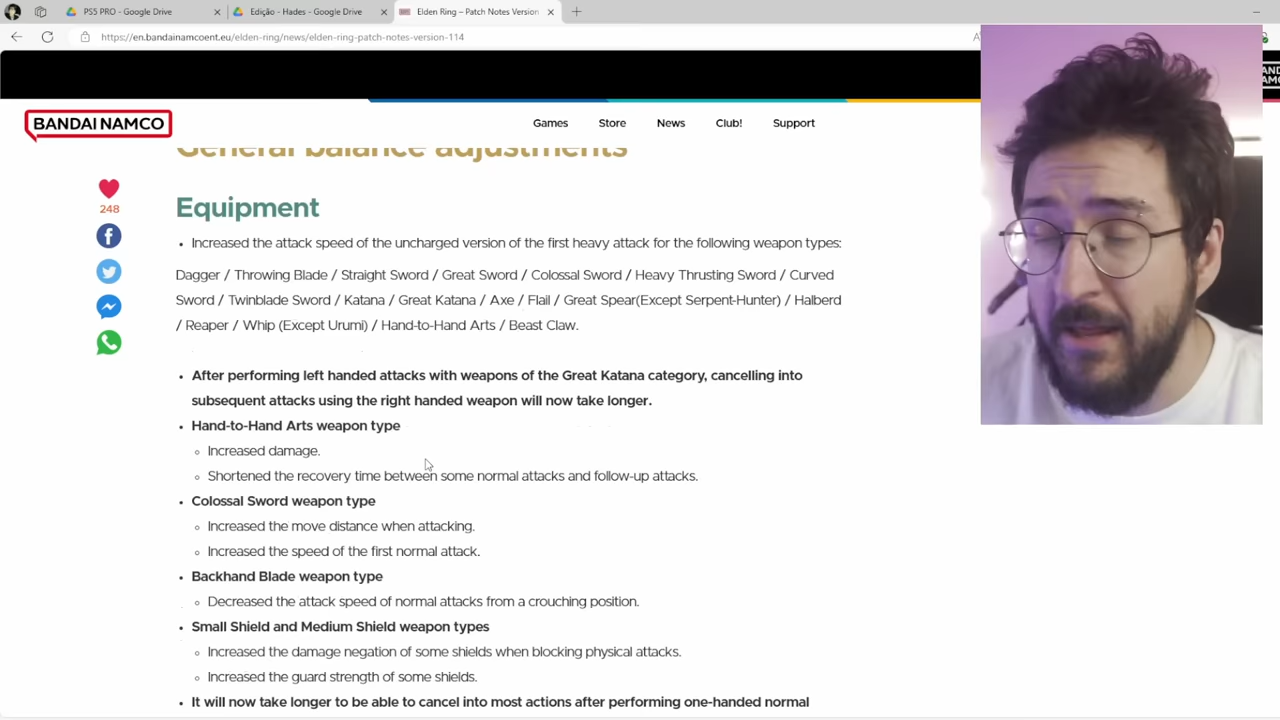 PS5 PRO - Google Drive
Edição - Hades - Google Drive
Elden Ring – Patch Notes Version
https://en.bandainamcoent.eu/elden-ring/news/elden-ring-patch-notes-version-114
BANDAI NAMCO
Games
Store
News
Club!
Support
General balance adjustments
248
Equipment
• Increased the attack speed of the uncharged version of the first heavy attack for the following weapon types:
Dagger / Throwing Blade / Straight Sword / Great Sword / Colossal Sword / Heavy Thrusting Sword / Curved
Sword / Twinblade Sword / Katana / Great Katana / Axe / Flail / Great Spear(Except Serpent-Hunter) / Halberd
/ Reaper / Whip (Except Urumi) / Hand-to-Hand Arts / Beast Claw.
• After performing left handed attacks with weapons of the Great Katana category, cancelling into
subsequent attacks using the right handed weapon will now take longer.
• Hand-to-Hand Arts weapon type
◦ Increased damage.
◦ Shortened the recovery time between some normal attacks and follow-up attacks.
• Colossal Sword weapon type
◦ Increased the move distance when attacking.
◦ Increased the speed of the first normal attack.
• Backhand Blade weapon type
◦ Decreased the attack speed of normal attacks from a crouching position.
• Small Shield and Medium Shield weapon types
◦ Increased the damage negation of some shields when blocking physical attacks.
◦ Increased the guard strength of some shields.
• It will now take longer to be able to cancel into most actions after performing one-handed normal